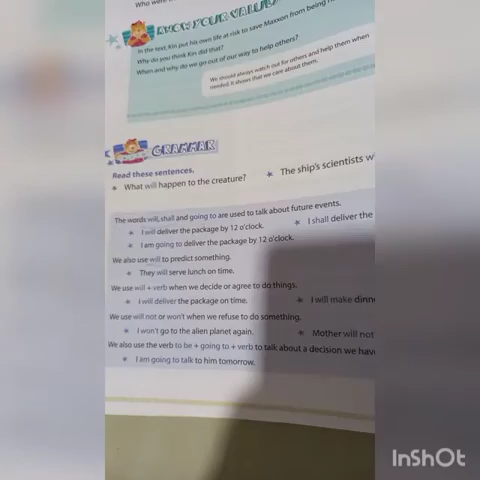 Who were
KNOW YOUR VALUES
In the text, Kin put his own life at risk to save Maxxon from being
Why do you think Kin did that?
When and why do we go out of our way to help others?
We should always watch out for others and help them when
needed. It shows that we care about them.
GRAMMAR
Read these sentences.
★ What will happen to the creature? ★ The ship's scientists w
The words will, shall and going to are used to talk about future events.
★ I will deliver the package by 12 o'clock. ★ I shall deliver the
★ I am going to deliver the package by 12 o'clock.
We also use will to predict something.
★ They will serve lunch on time.
We use will + verb when we decide or agree to do things.
★ I will deliver the package on time. ★ I will make dinn
We use will not or won't when we refuse to do something.
★ I won't go to the alien planet again. ★ Mother will not
We also use the verb to be + going to + verb to talk about a decision we hav
★ I am going to talk to him tomorrow.
InShOt